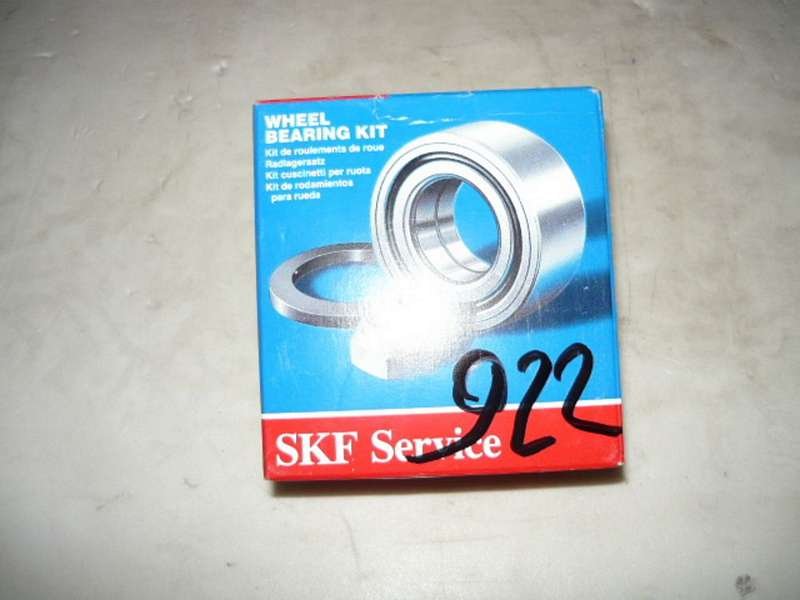 WHEEL
BEARING KIT
Kit de roulements de roue
Radlagersatz
Kit cuscinetti per ruota
Kit de rodamientos
para rueda
922
SKF Service